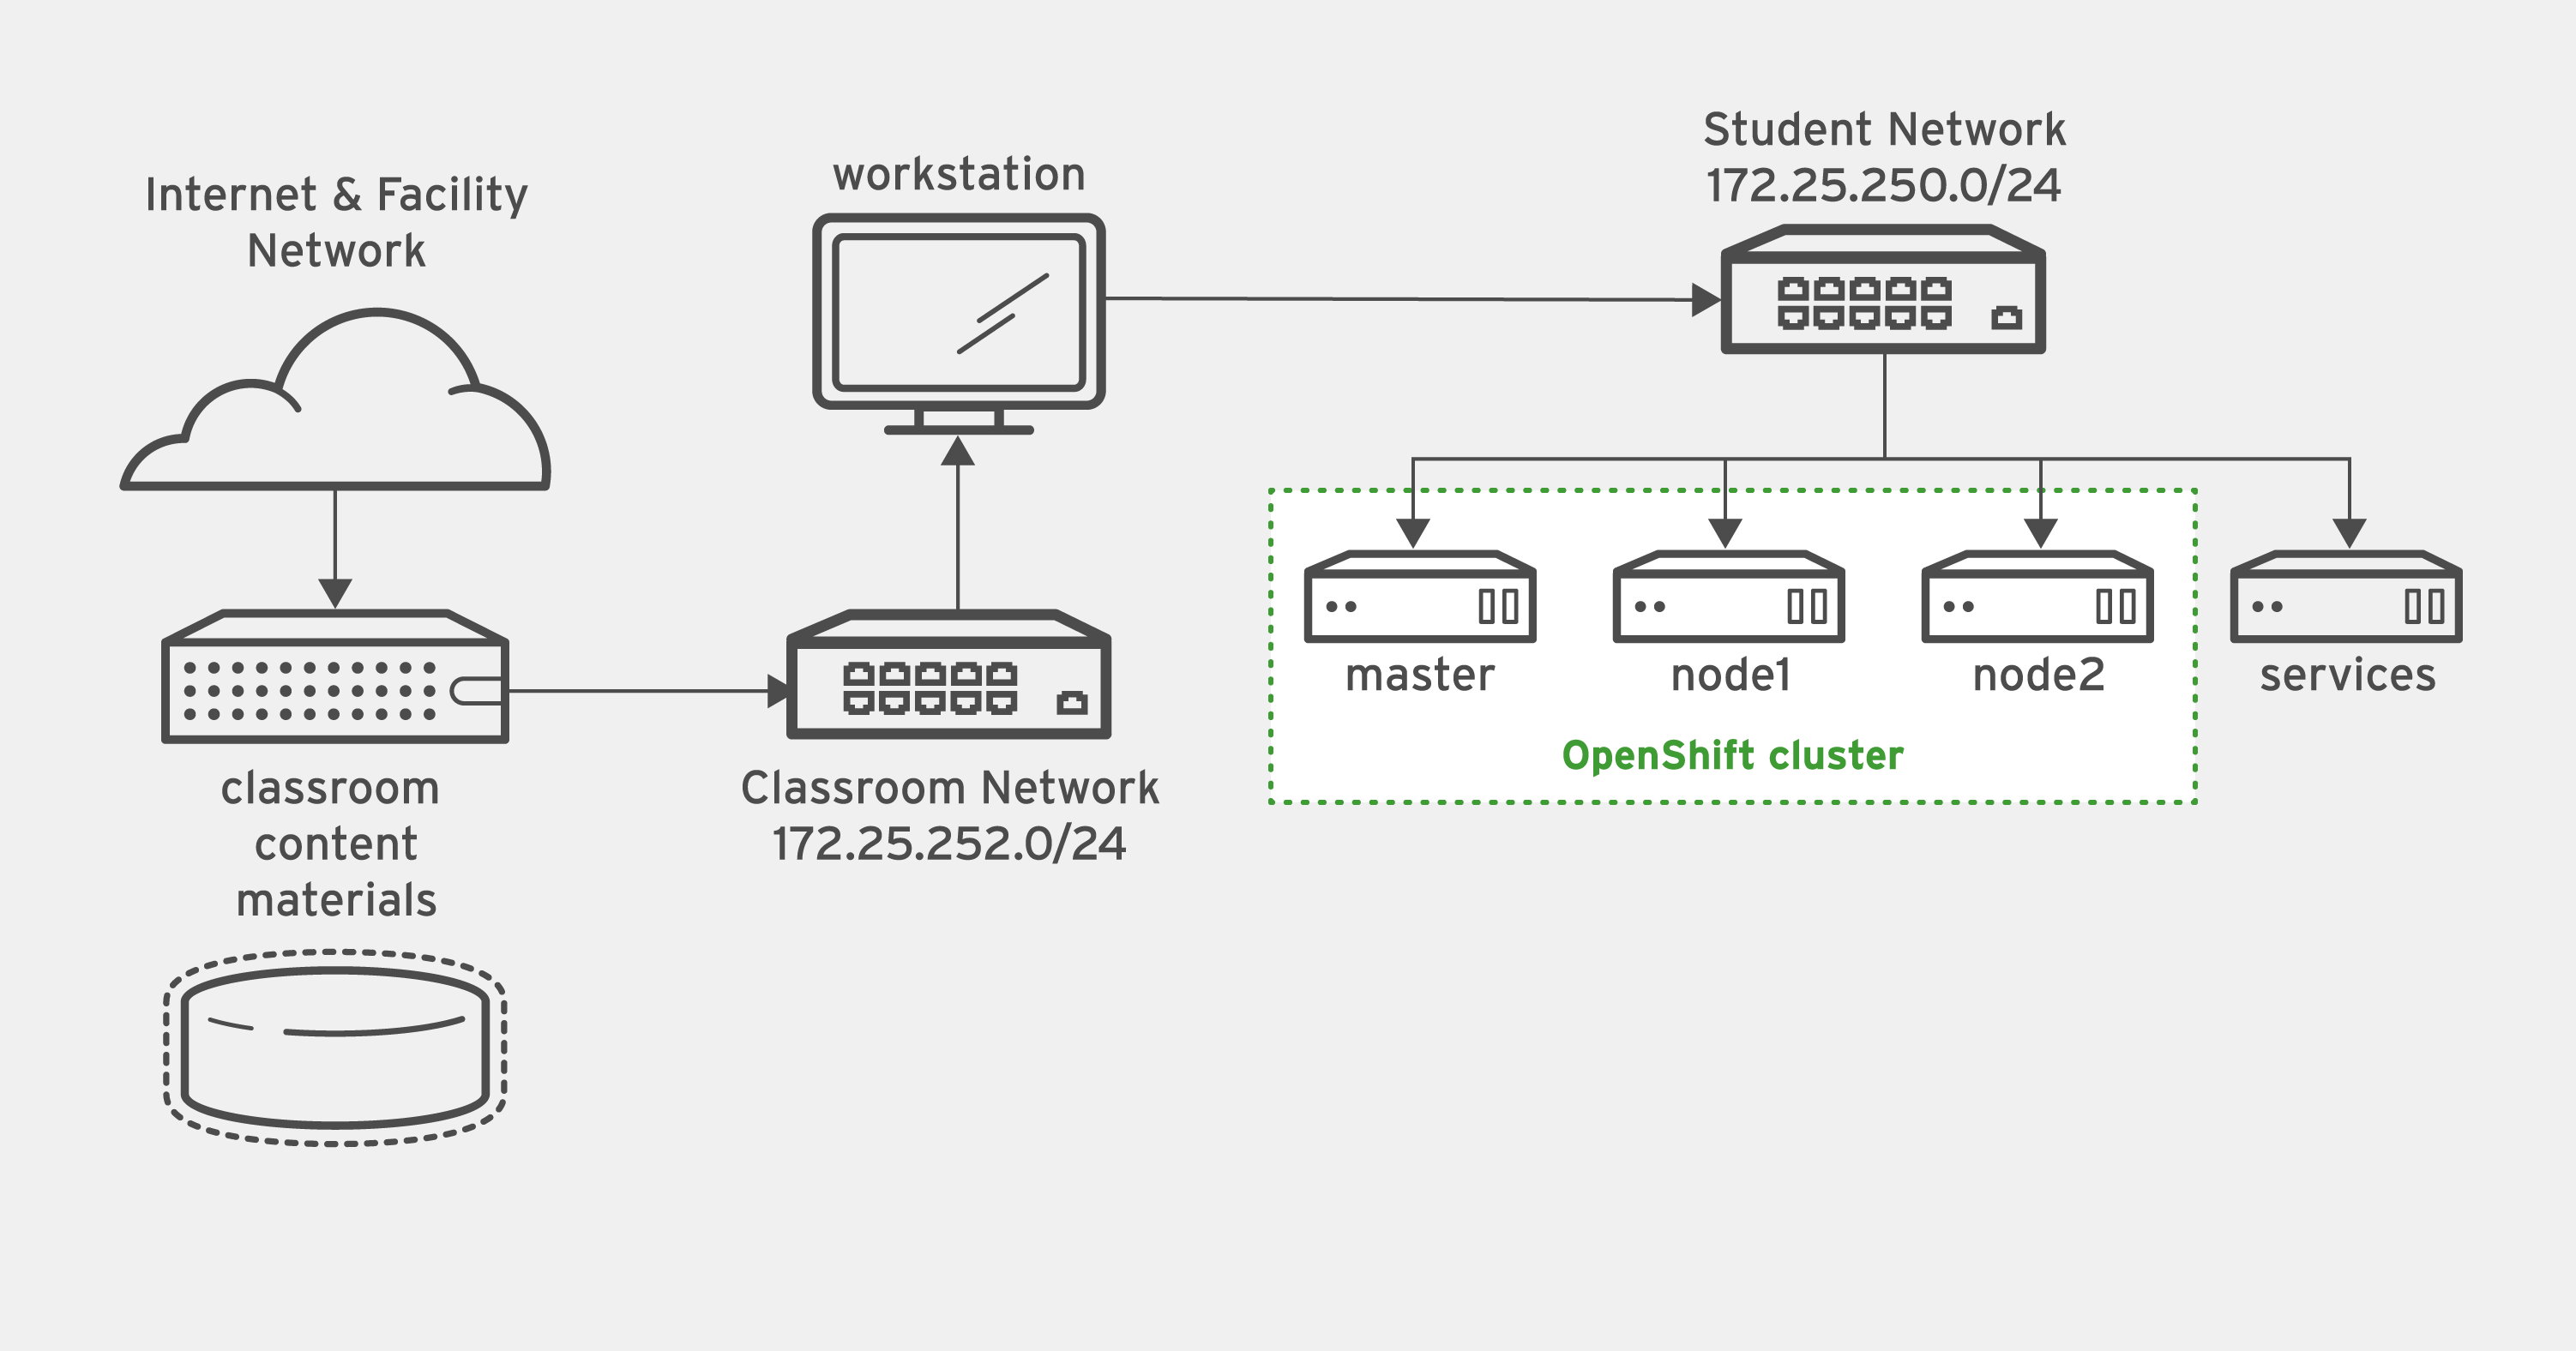 Internet & Facility
Network
workstation
Student Network
172.25.250.0/24
classroom
content
materials
Classroom Network
172.25.252.0/24
master
node1
node2
services
OpenShift cluster